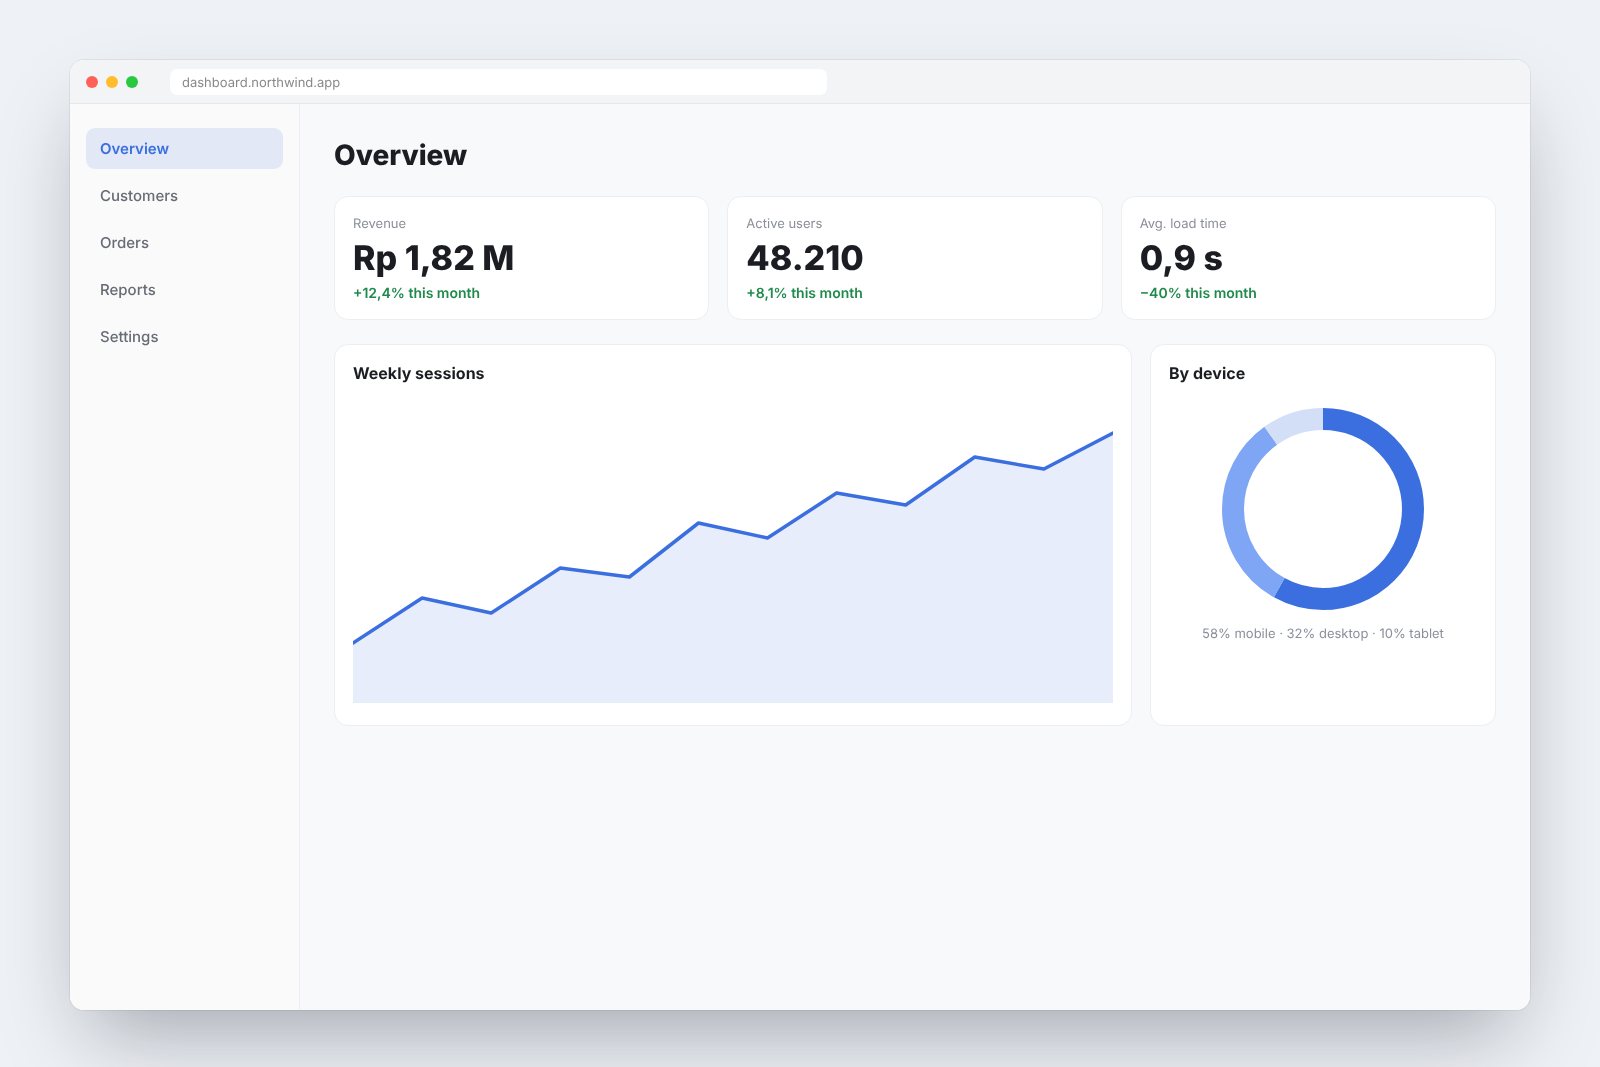 dashboard.northwind.app
Overview
Customers
Orders
Reports
Settings
Overview
Revenue
Rp 1,82 M
+12,4% this month
Active users
48.210
+8,1% this month
Avg. load time
0,9 s
−40% this month
Weekly sessions
By device
58% mobile · 32% desktop · 10% tablet